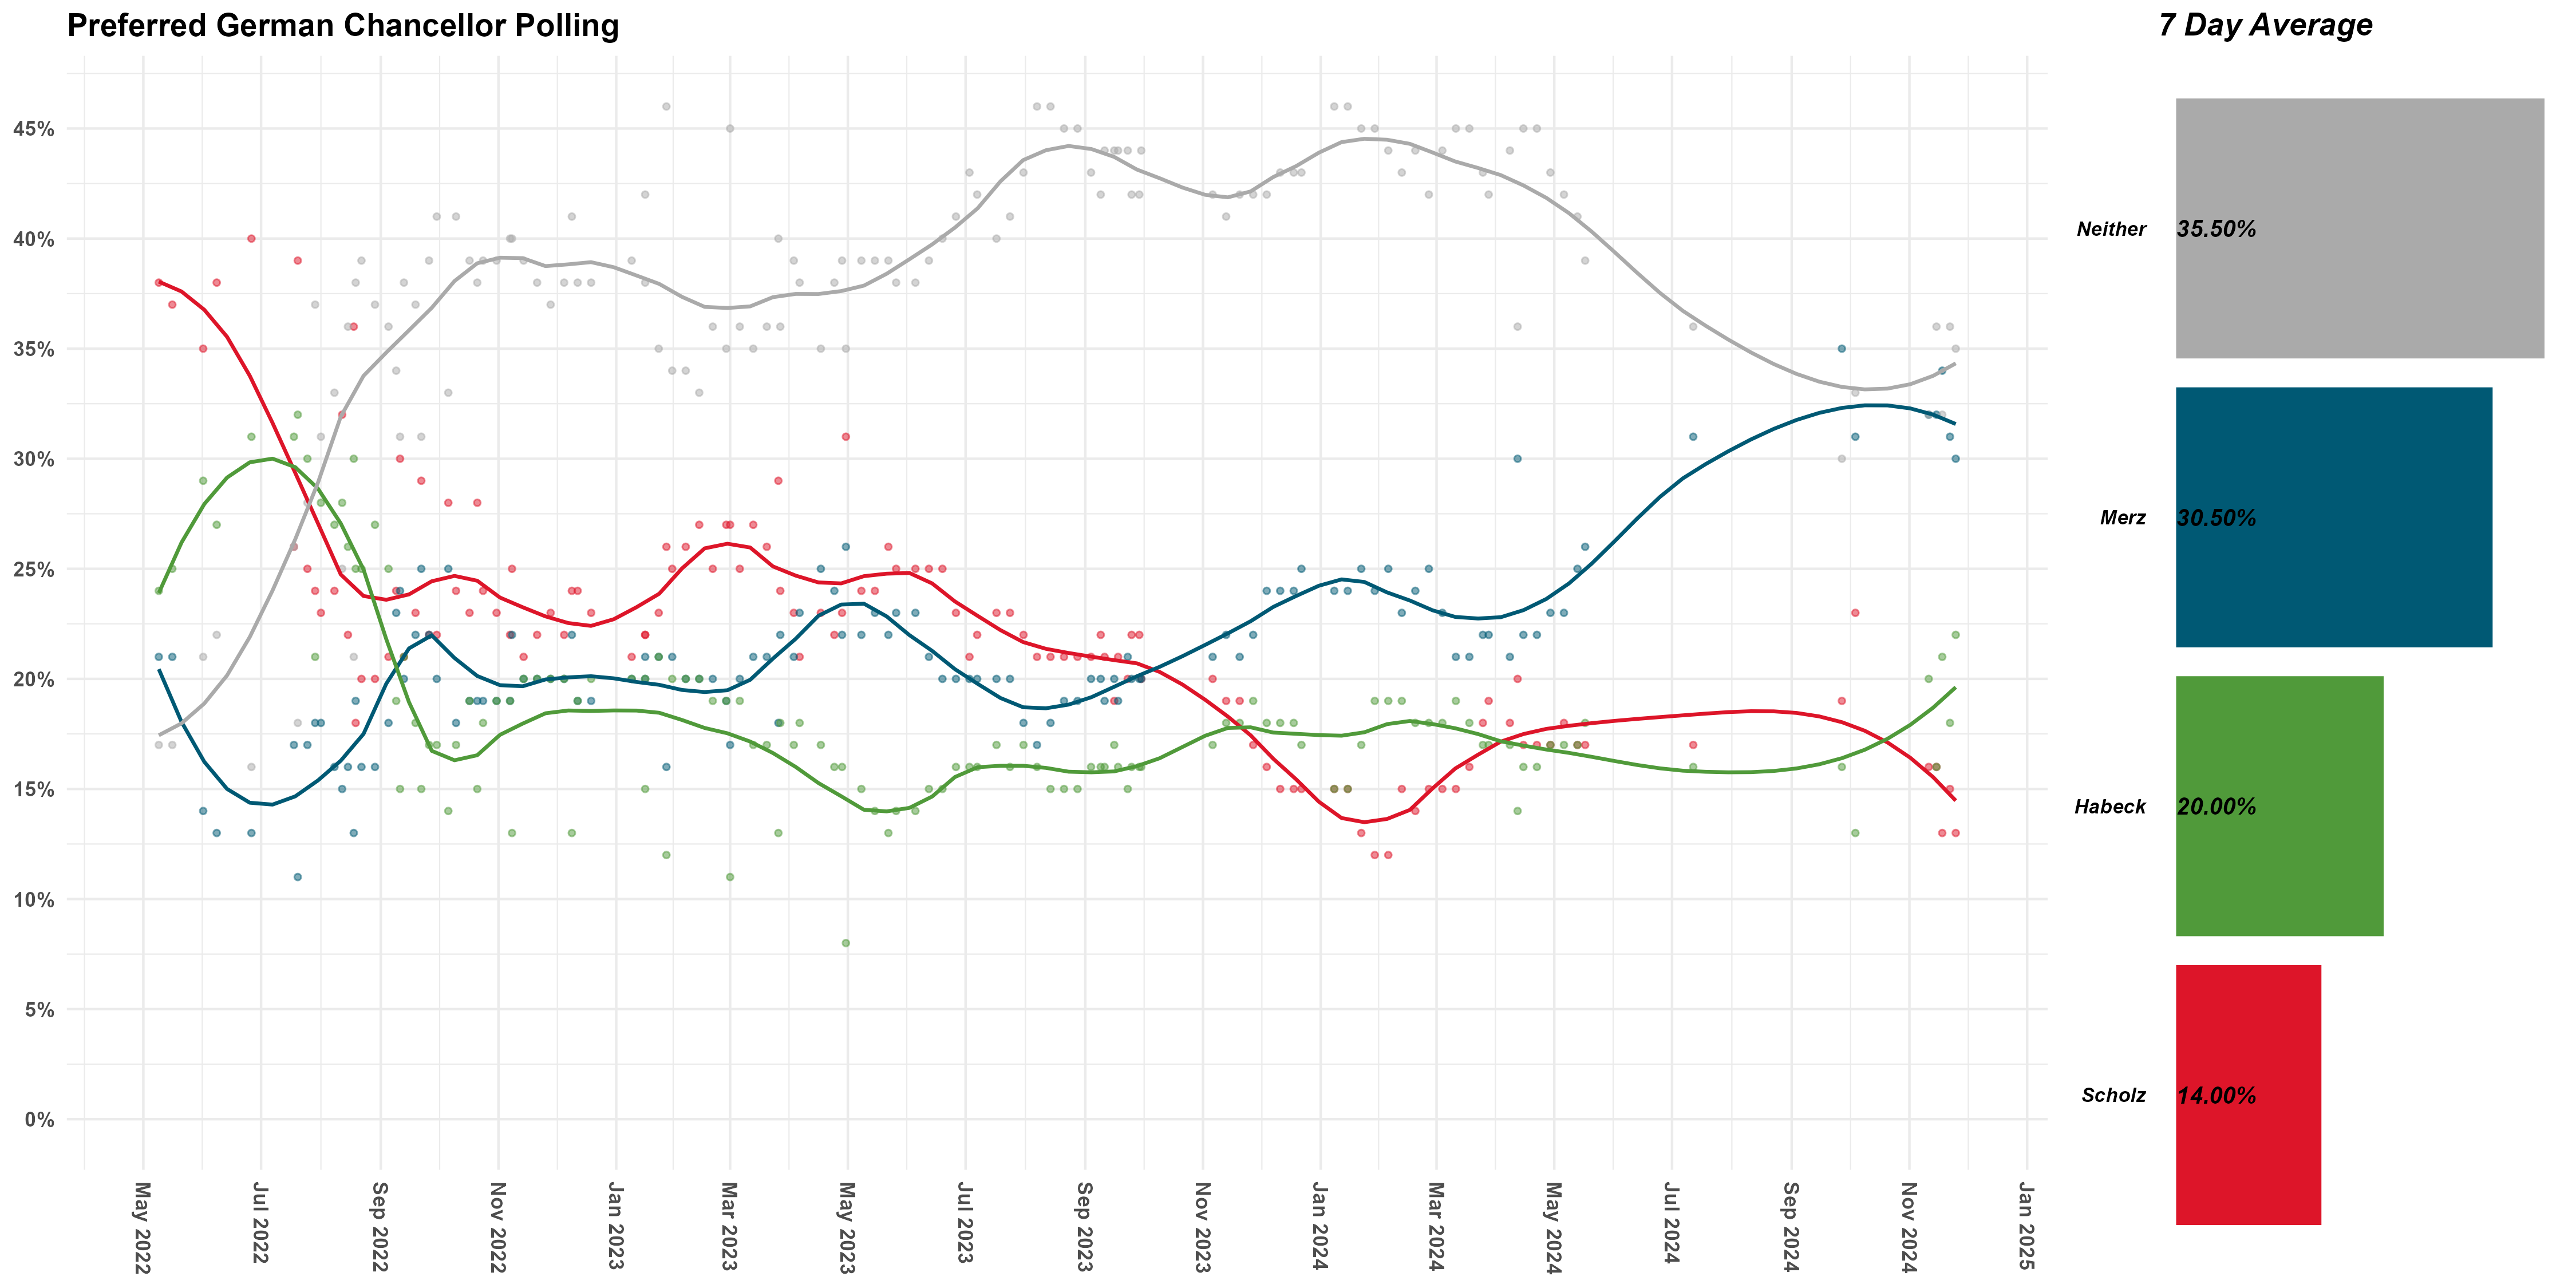 Preferred German Chancellor Polling
7 Day Average
45%
40%
35%
30%
25%
20%
15%
10%
5%
0%
May 2022
Jul 2022
Sep 2022
Nov 2022
Jan 2023
Mar 2023
May 2023
Jul 2023
Sep 2023
Nov 2023
Jan 2024
Mar 2024
May 2024
Jul 2024
Sep 2024
Nov 2024
Jan 2025
Neither 35.50%
Merz 30.50%
Habeck 20.00%
Scholz 14.00%